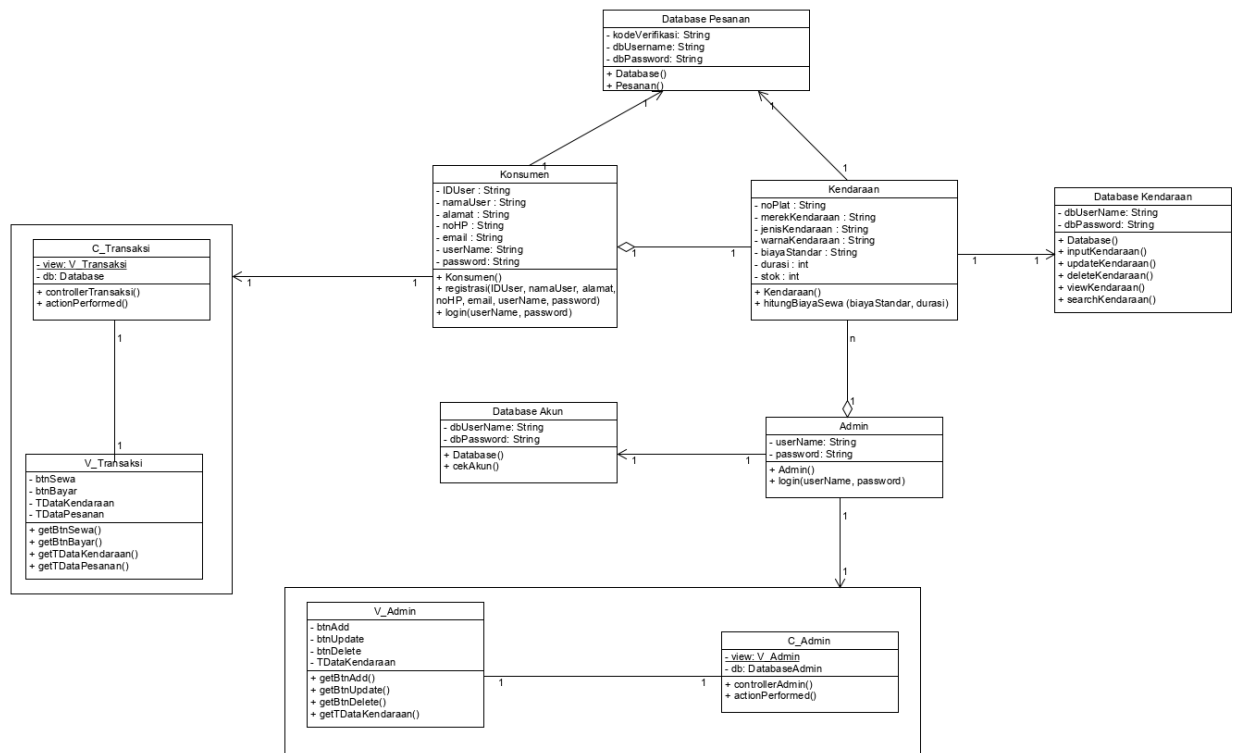 Database Pesanan
- kodeVerifikasi: String
- dbUsername: String
- dbPassword: String
+ Database()
+ Pesanan()
1
1
1
1
Konsumen
- IDUser : String
- namaUser : String
- alamat : String
- noHP : String
- email : String
- userName : String
- password : String
+ Konsumen()
+ registrasi(IDUser, namaUser, alamat,
noHP, email, userName, password)
+ login(userName, password)
1
1
Kendaraan
- noPlat : String
- merekKendaraan : String
- jenisKendaraan : String
- warnaKendaraan : String
- biayaStandar : String
- durasi : int
- stok : int
+ Kendaraan()
+ hitungBiayaSewa (biayaStandar, durasi)
1
1
Database Kendaraan
- dbUserName: String
- dbPassword: String
+ Database()
+ inputKendaraan()
+ updateKendaraan()
+ deleteKendaraan()
+ viewKendaraan()
+ searchKendaraan()
C_Transaksi
- view: V_Transaksi
- db: Database
+ controllerTransaksi()
+ actionPerformed()
1
1
1
1
V_Transaksi
- btnSewa
- btnBayar
- TDataKendaraan
- TDataPesanan
+ getBtnSewa()
+ getBtnBayar()
+ getTDataKendaraan()
+ getTDataPesanan()
n
1
Database Akun
- dbUserName: String
- dbPassword: String
+ Database()
+ cekAkun()
1
1
Admin
- userName: String
- password: String
+ Admin()
+ login(userName, password)
1
1
V_Admin
- btnAdd
- btnUpdate
- btnDelete
- TDataKendaraan
+ getBtnAdd()
+ getBtnUpdate()
+ getBtnDelete()
+ getTDataKendaraan()
1
1
C_Admin
- view: V_Admin
- db: DatabaseAdmin
+ controllerAdmin()
+ actionPerformed()